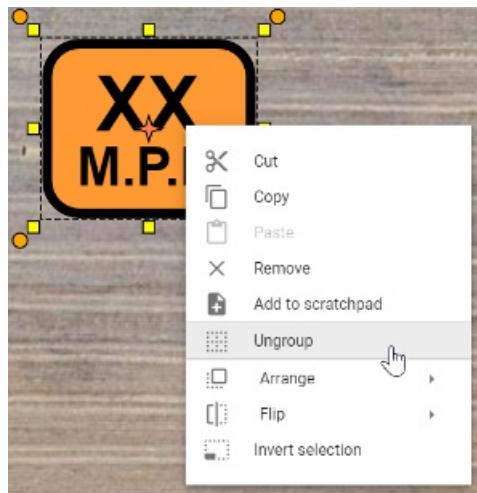 XX
M.P.
Cut
Copy
Paste
Remove
Add to scratchpad
Ungroup
Arrange
Flip
Invert selection